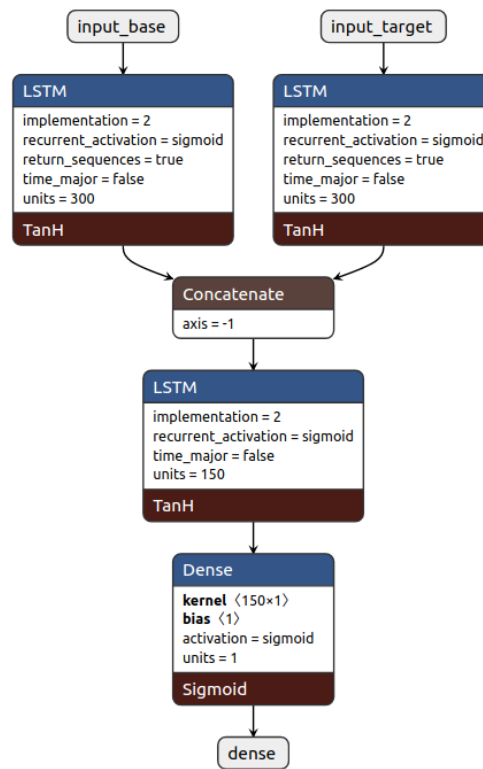 input_base
input_target
LSTM
implementation = 2
recurrent_activation = sigmoid
return_sequences = true
time_major = false
units = 300
TanH
LSTM
implementation = 2
recurrent_activation = sigmoid
return_sequences = true
time_major = false
units = 300
TanH
Concatenate
axis = -1
LSTM
implementation = 2
recurrent_activation = sigmoid
time_major = false
units = 150
TanH
Dense
kernel 〈150×1〉
bias 〈1〉
activation = sigmoid
units = 1
Sigmoid
dense